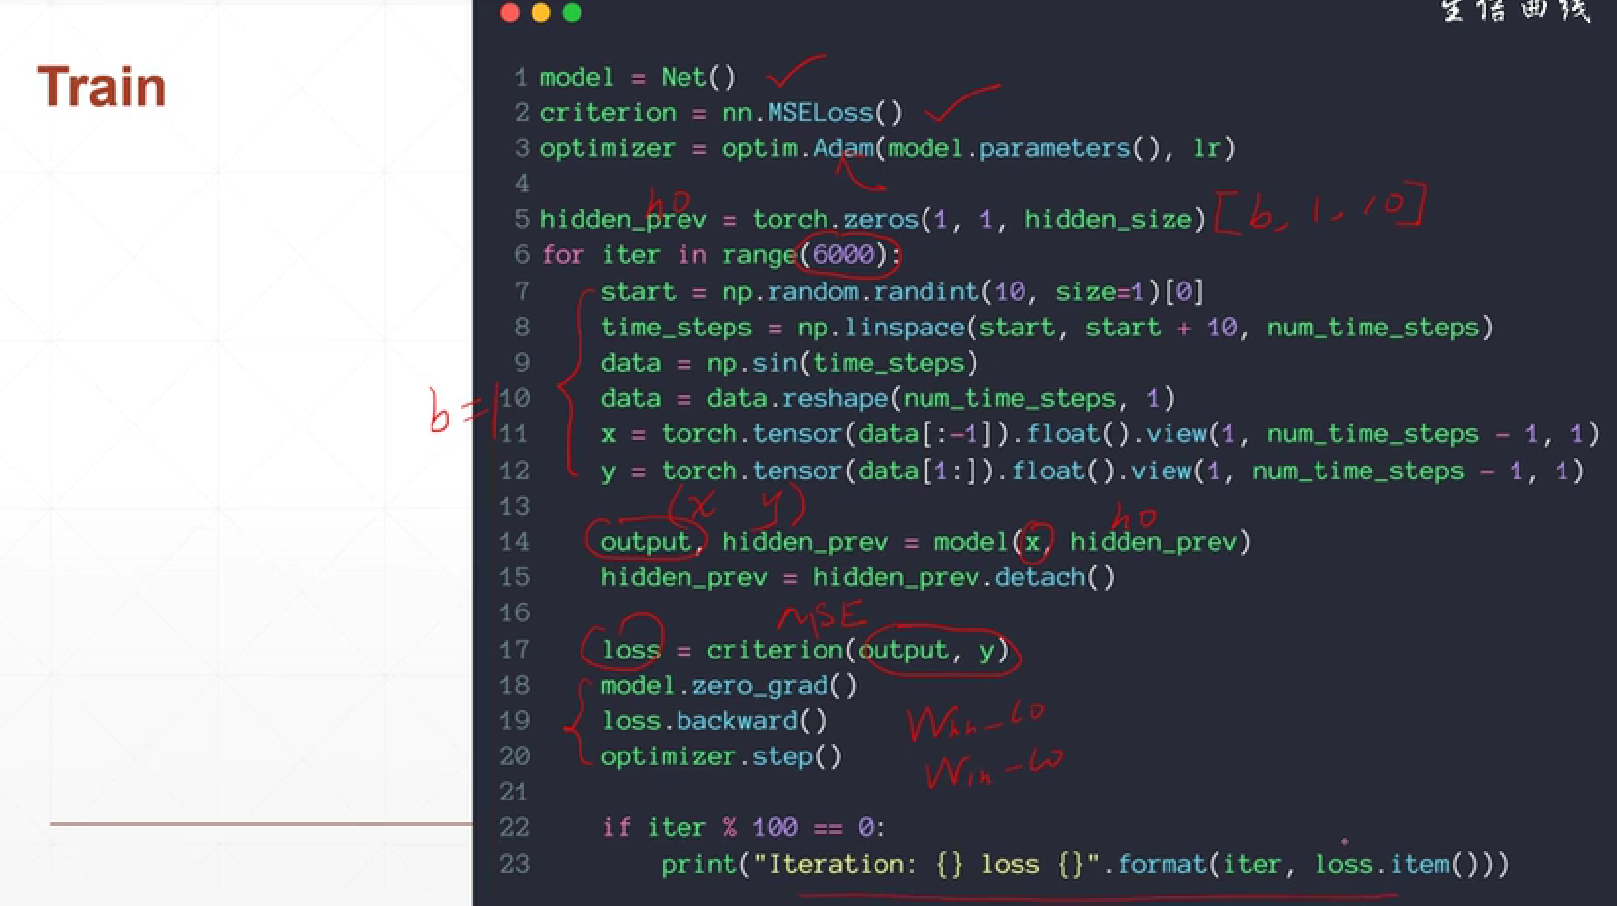 生信曲线
Train
1 model = Net()
2 criterion = nn.MSELoss()
3 optimizer = optim.Adam(model.parameters(), lr)
4
h0
5 hidden_prev = torch.zeros(1, 1, hidden_size) [b, 1, 10]
6 for iter in range(6000):
7 start = np.random.randint(10, size=1)[0]
8 time_steps = np.linspace(start, start + 10, num_time_steps)
9 data = np.sin(time_steps)
b=1
10 data = data.reshape(num_time_steps, 1)
11 x = torch.tensor(data[:-1]).float().view(1, num_time_steps - 1, 1)
12 y = torch.tensor(data[1:]).float().view(1, num_time_steps - 1, 1)
13
(x y)
h0
14 output, hidden_prev = model(x, hidden_prev)
15 hidden_prev = hidden_prev.detach()
16
MSE
17 loss = criterion(output, y)
18 model.zero_grad()
19 loss.backward()
20 optimizer.step()
21
22 if iter % 100 == 0:
23 print("Iteration: {} loss {}".format(iter, loss.item()))